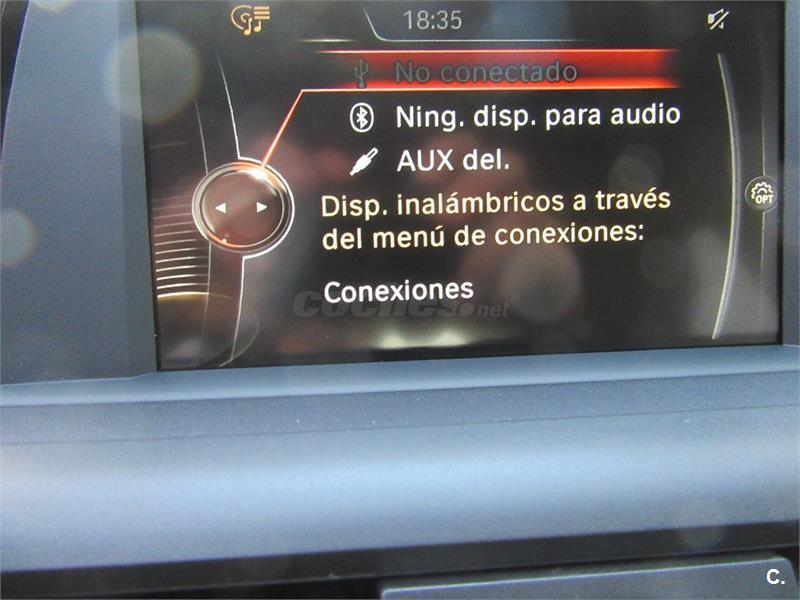 18:35
No conectado
Ning. disp. para audio
AUX del.
OPT
Disp. inalámbricos a través
del menú de conexiones:
Conexiones
coches.net
C.